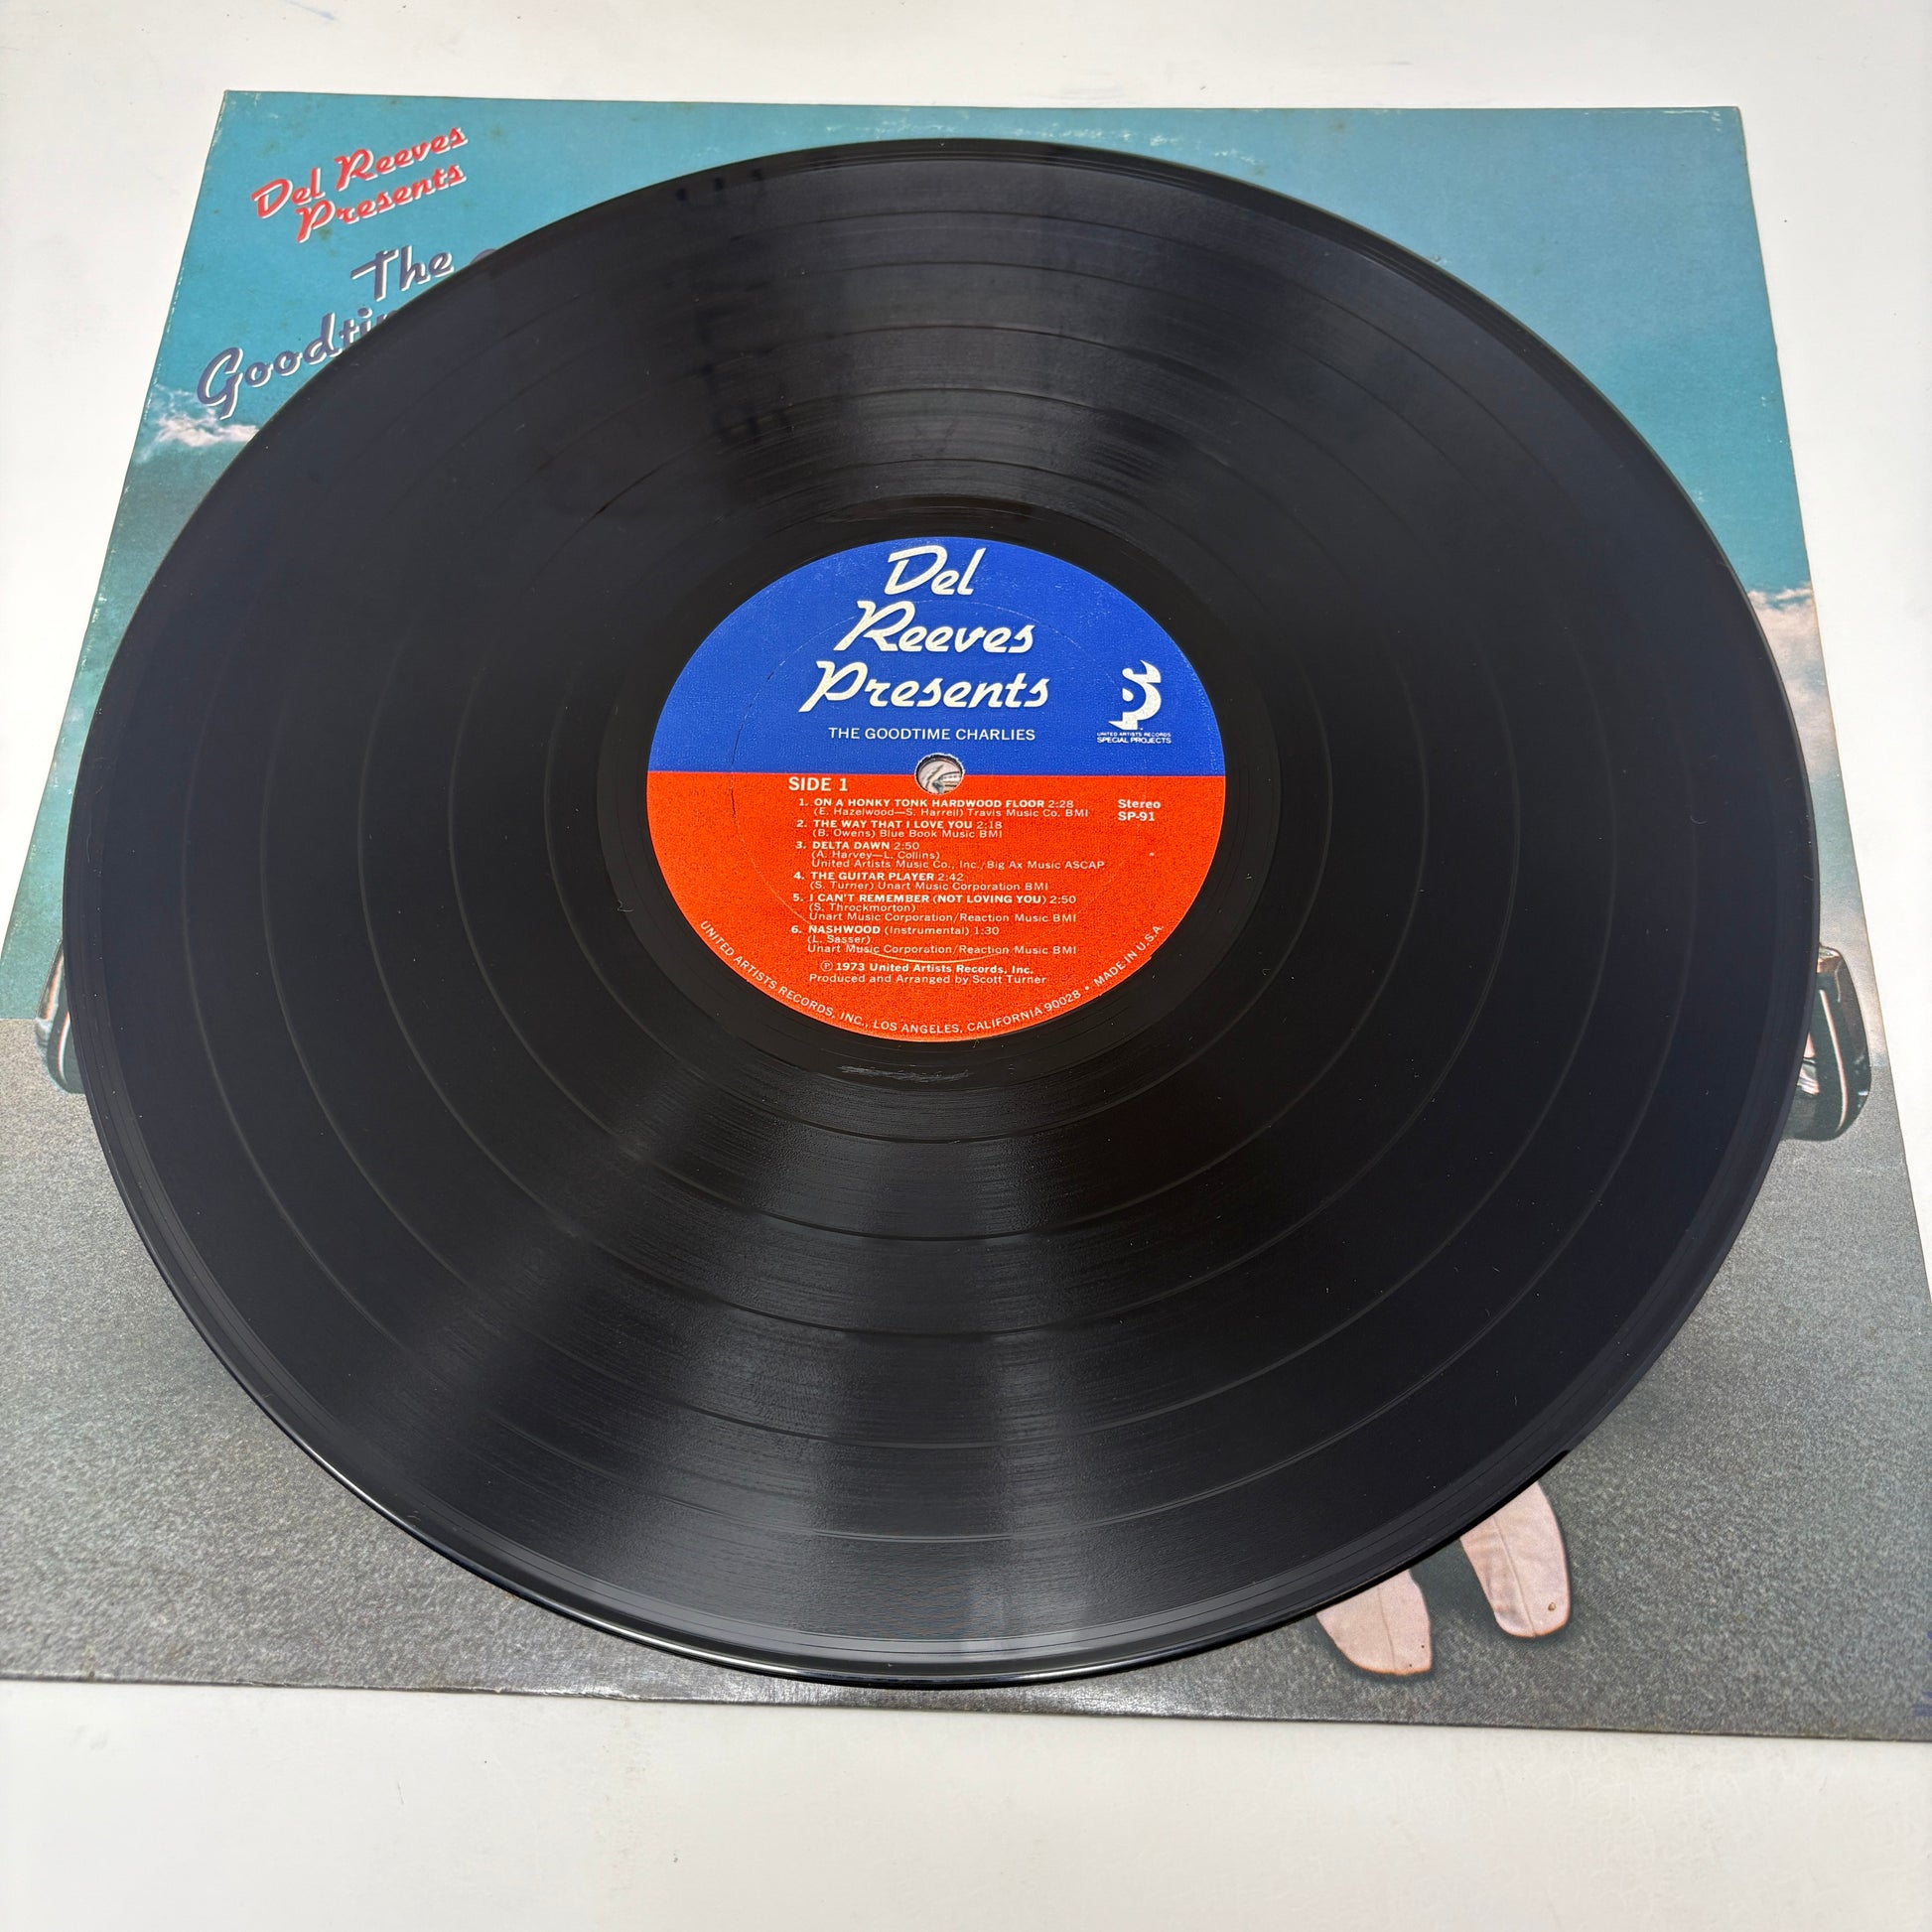 Del Reeves
Presents
The
Goodti
Del
Reeves
Presents
THE GOODTIME CHARLIES
SP
UNITED ARTISTS RECORDS
SPECIAL PROJECTS
SIDE 1
Stereo
SP-91
1. ON A HONKY TONK HARDWOOD FLOOR 2:28
(E. Hazelwood—S. Harrell) Travis Music Co. BMI
2. THE WAY THAT I LOVE YOU 2:18
(B. Owens) Blue Book Music BMI
3. DELTA DAWN 2:50
(A. Harvey—L. Collins)
United Artists Music Co., Inc./Big Ax Music ASCAP
4. THE GUITAR PLAYER 2:42
(S. Turner) Unart Music Corporation BMI
5. I CAN'T REMEMBER (NOT LOVING YOU) 2:50
(S. Throckmorton)
Unart Music Corporation/Reaction Music BMI
6. NASHWOOD (Instrumental) 1:30
(L. Sasser)
Unart Music Corporation/Reaction Music BMI
℗ 1973 United Artists Records, Inc.
Produced and Arranged by Scott Turner
UNITED ARTISTS RECORDS, INC., LOS ANGELES, CALIFORNIA 90028 • MADE IN U.S.A.